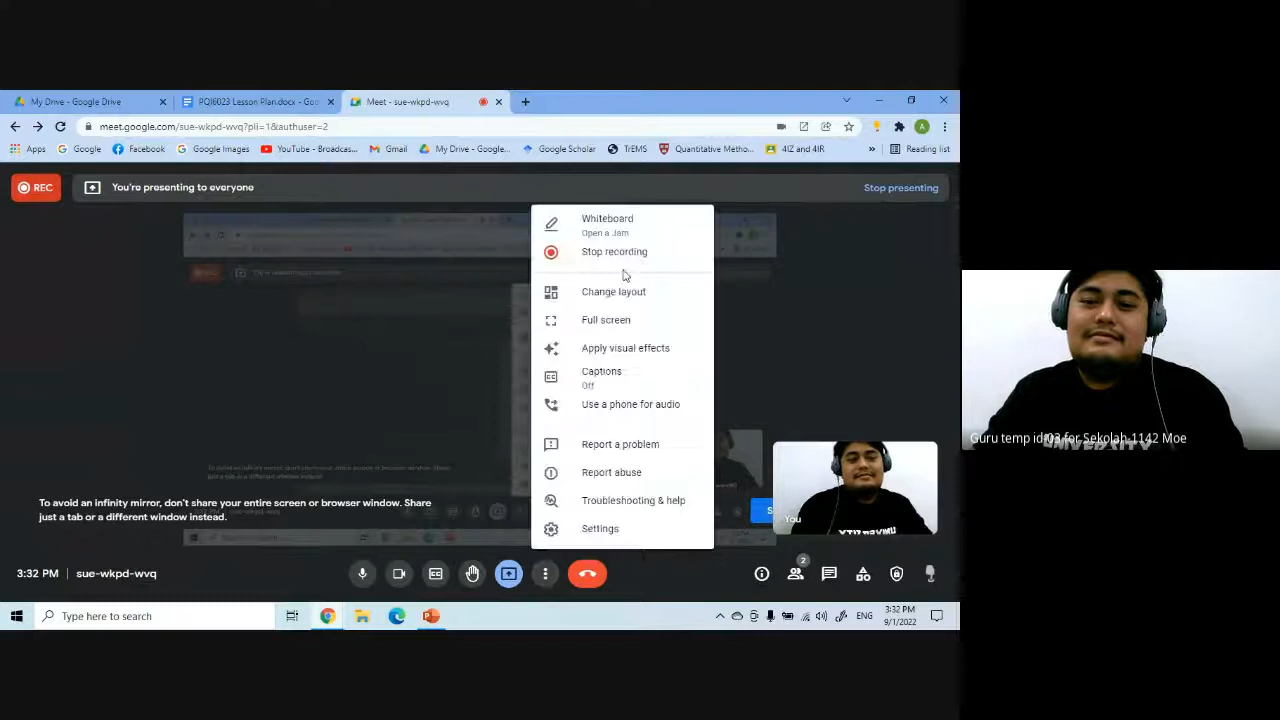 My Drive - Google Drive
PQI6023 Lesson Plan.docx - Goo
Meet - sue-wkpd-wvq
meet.google.com/sue-wkpd-wvq?pli=1&authuser=2
Apps
Google
Facebook
Google Images
YouTube - Broadcas...
Gmail
My Drive - Google...
Google Scholar
TrEMS
Quantitative Metho...
4IZ and 4IR
»
Reading list
REC
You're presenting to everyone
Stop presenting
Whiteboard
Open a Jam
Stop recording
Change layout
Full screen
Apply visual effects
Captions
Off
Use a phone for audio
Report a problem
Report abuse
Troubleshooting & help
Settings
To avoid an infinity mirror, don't share your entire screen or browser window. Share
just a tab or a different window instead.
You
Guru temp id-03 for Sekolah-1142 Moe
3:32 PM | sue-wkpd-wvq
2
Type here to search
ENG
3:32 PM
9/1/2022